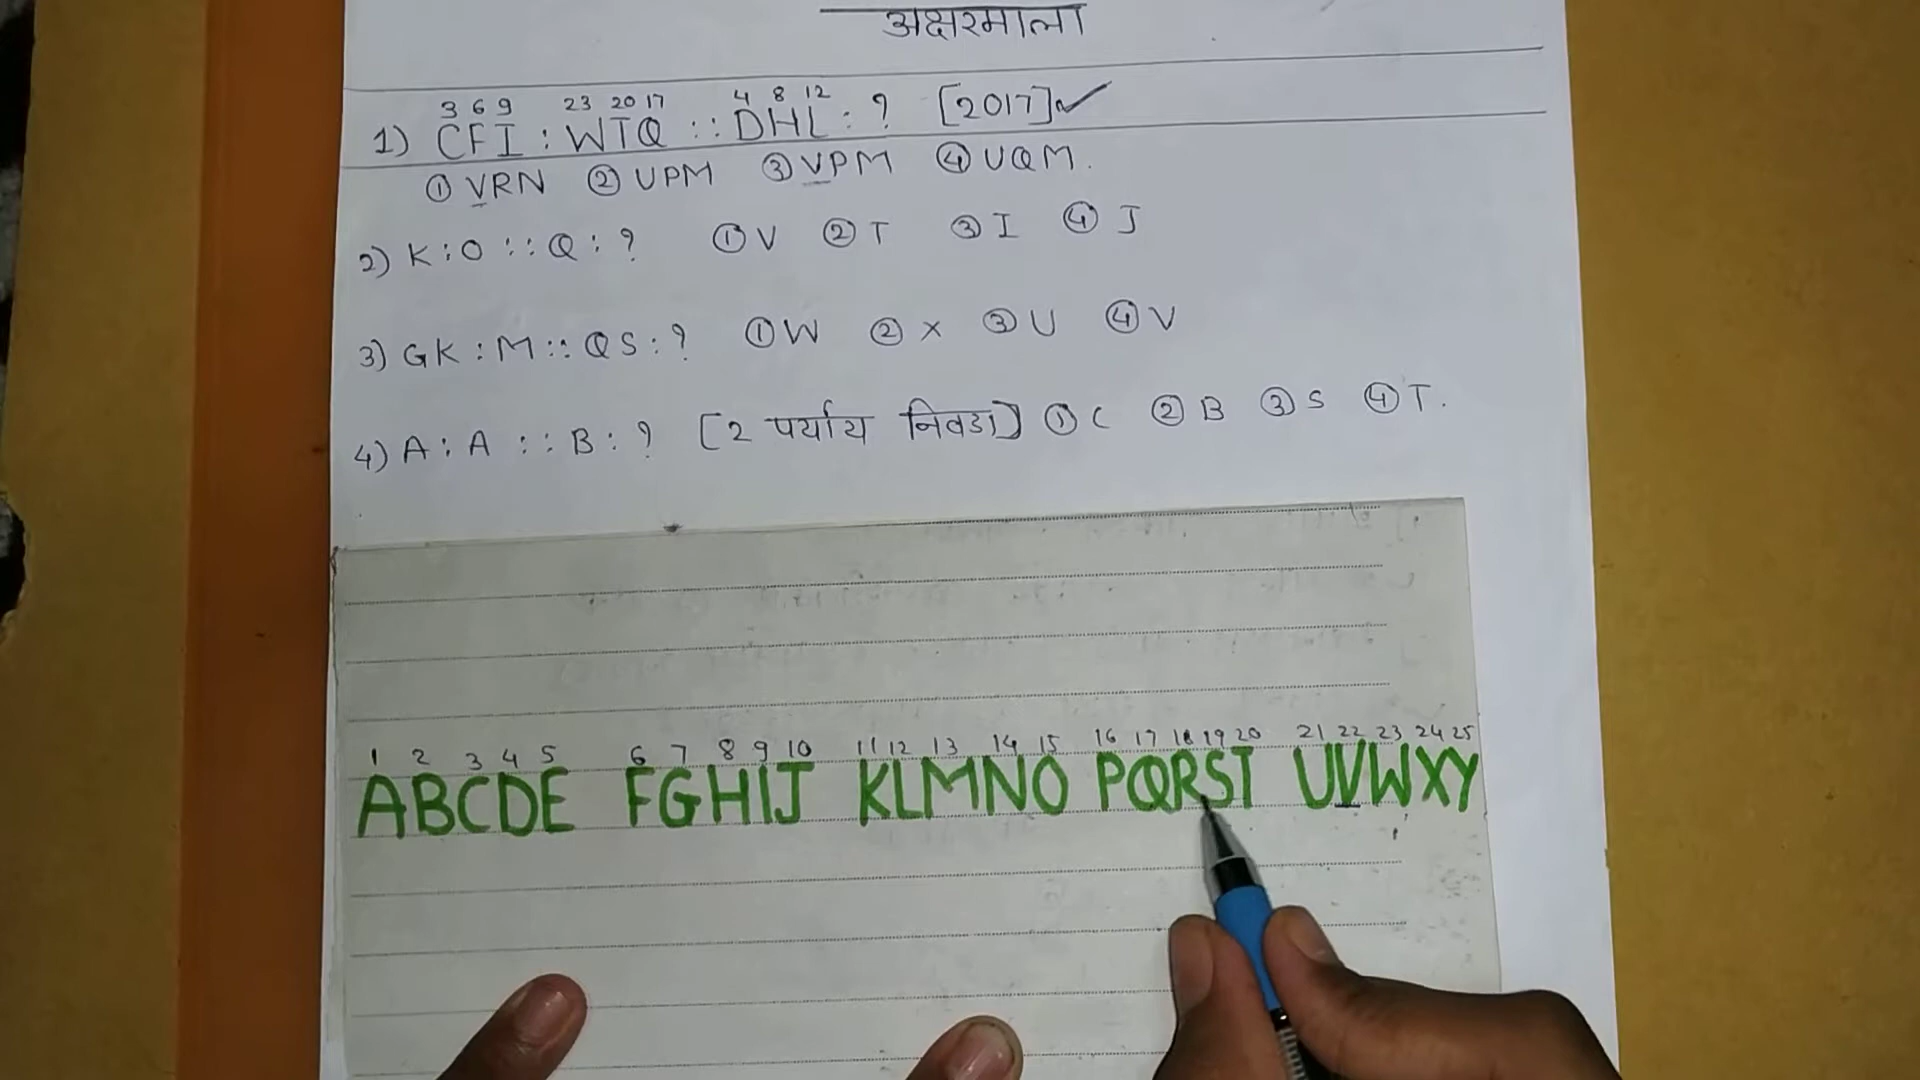 अक्षरमाला
3 6 9 23 20 17 4 8 12
1) CFI : WTQ :: DHL : ? [2017]✓
① VRN ② UPM ③ VPM ④ UQM.
2) K : O :: Q : ? ① V ② T ③ I ④ J
3) GK : M :: QS : ? ① W ② X ③ U ④ V
4) A : A :: B : ? [2 पर्याय निवडा] ① C ② B ③ S ④ T.
1 2 3 4 5 6 7 8 9 10 11 12 13 14 15 16 17 18 19 20 21 22 23 24 25
ABCDE FGHIJ KLMNO PQRST UVWXY